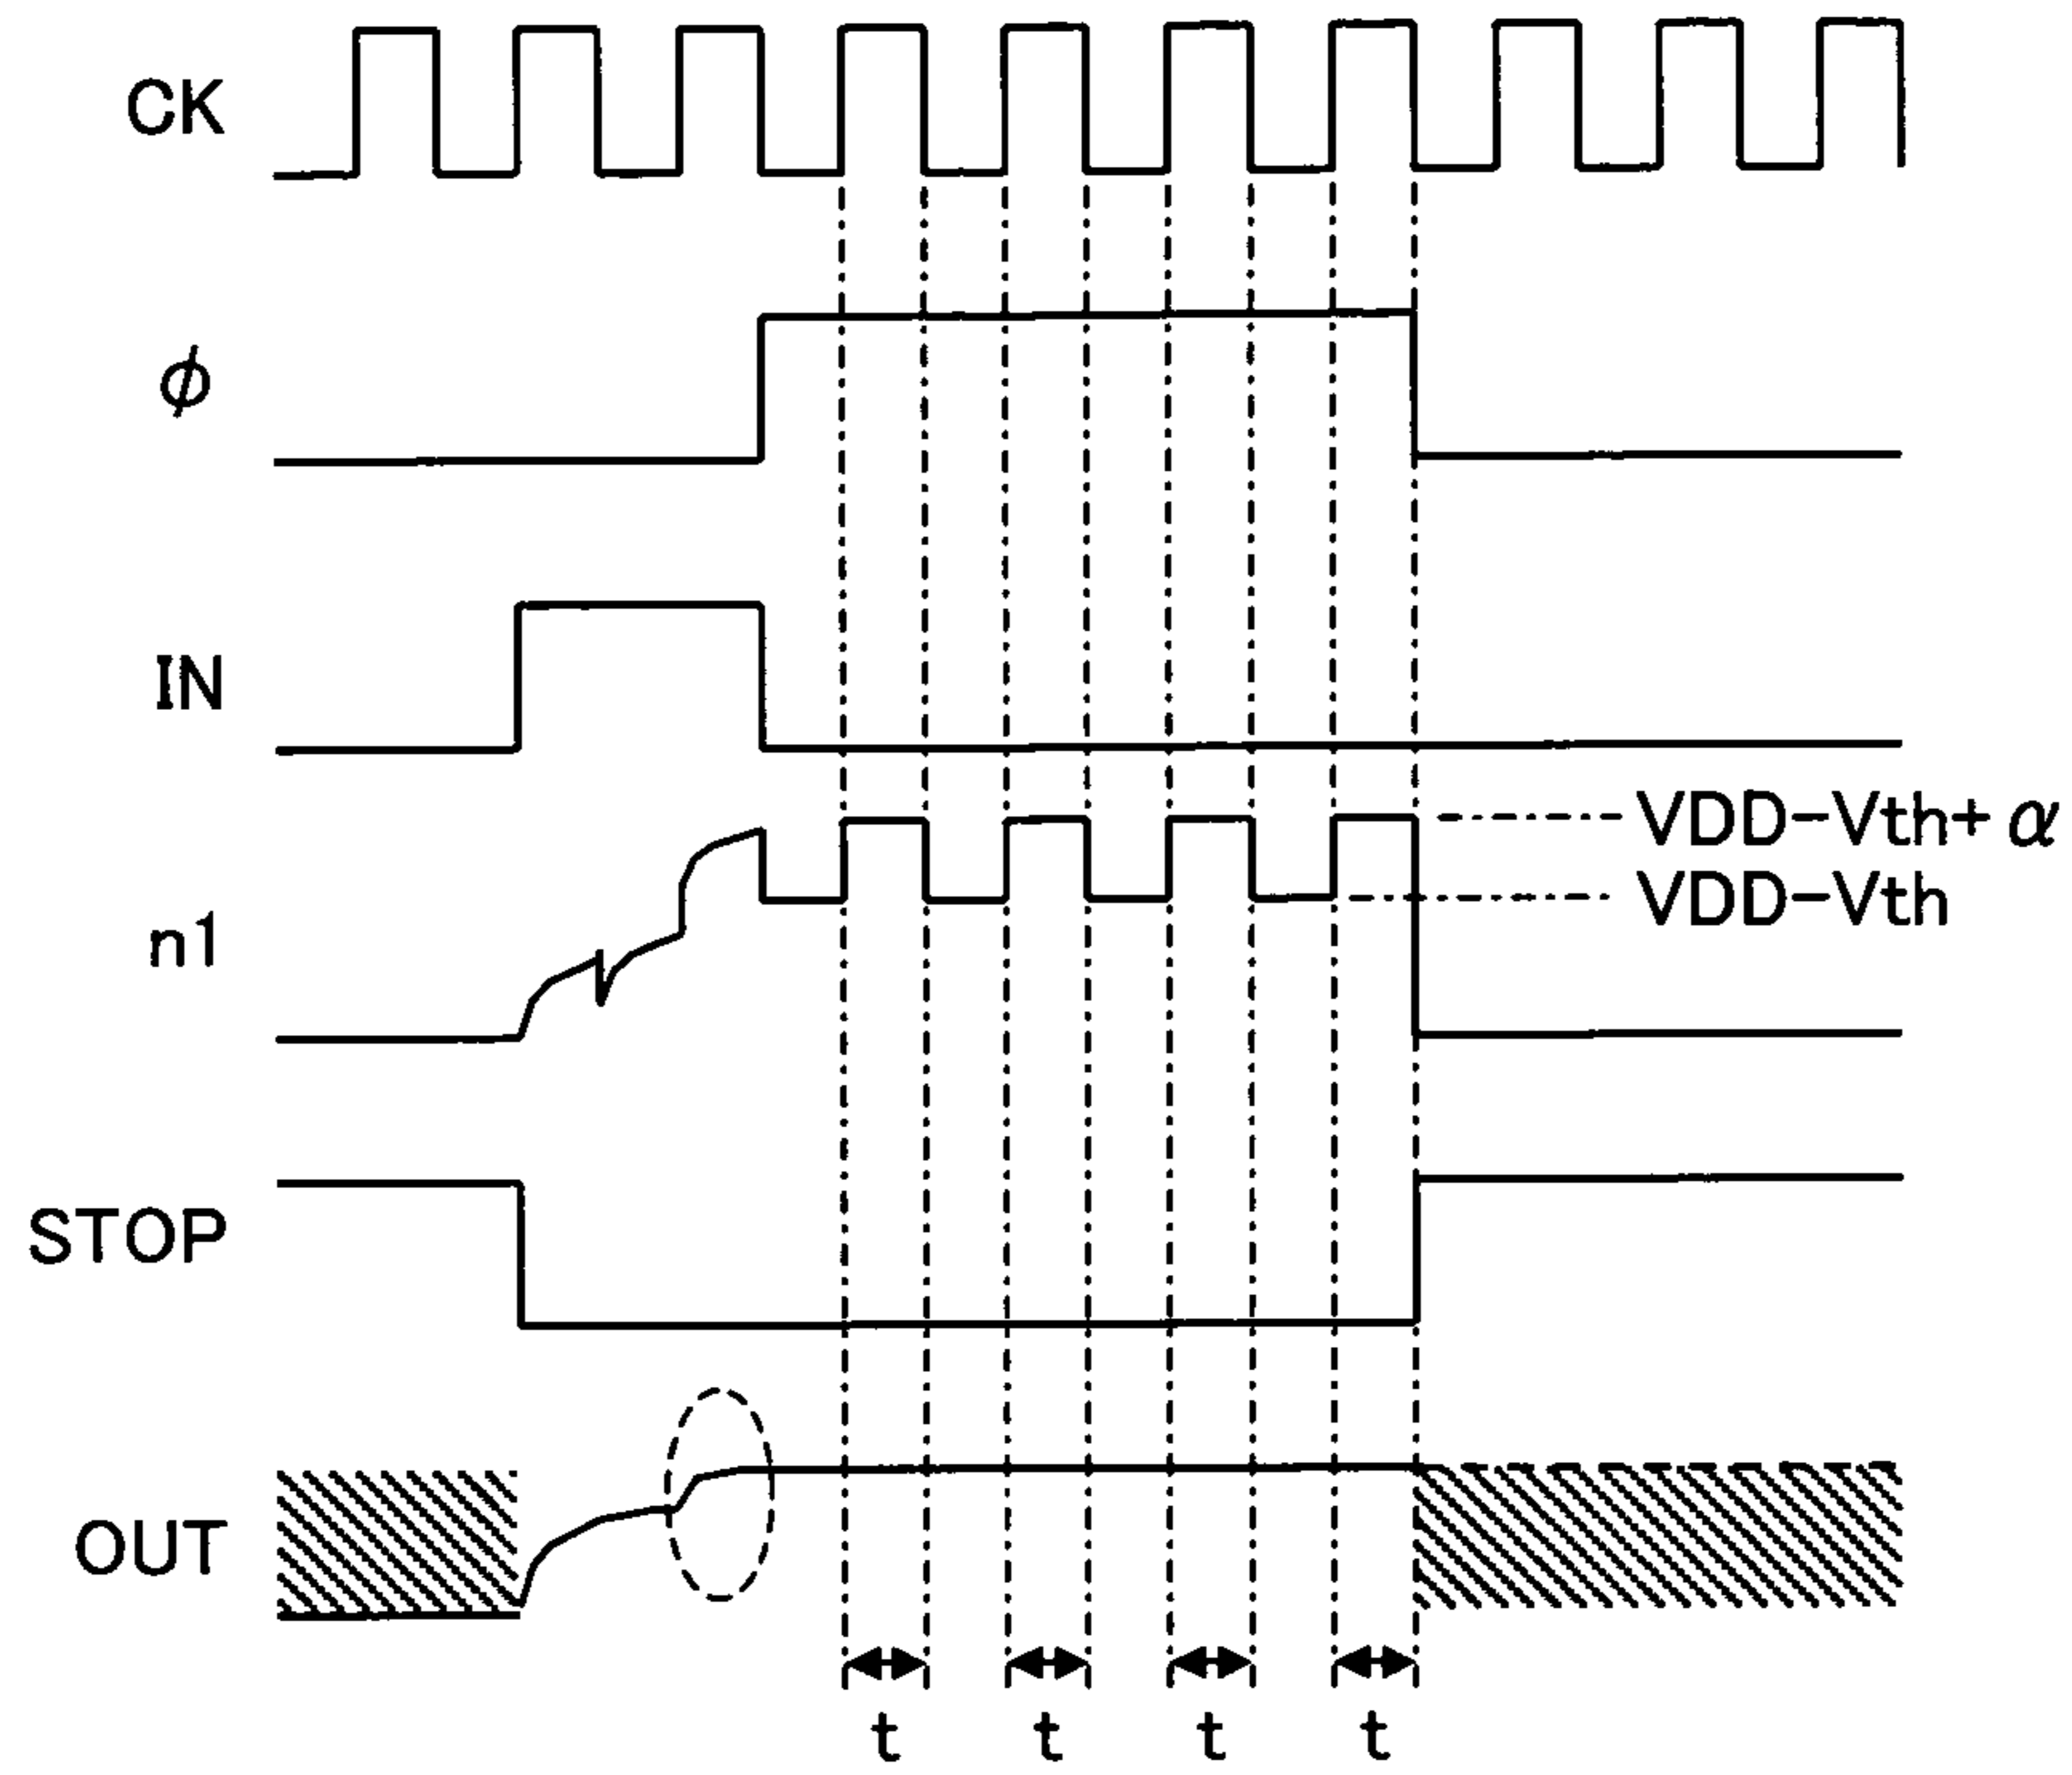 CK
ϕ
IN
VDD-Vth+α
VDD-Vth
n1
STOP
OUT
t t t t